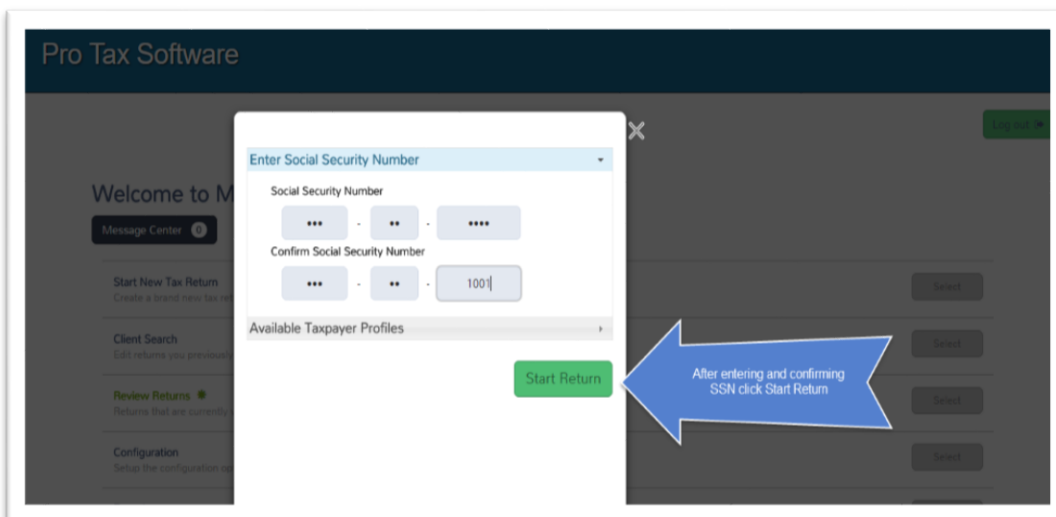 Pro Tax Software
Log out
Enter Social Security Number
Social Security Number
••• - •• - ••••
Confirm Social Security Number
••• - •• - 1001
Available Taxpayer Profiles
Start Return
After entering and confirming
SSN click Start Return
Welcome to M
Message Center 0
Start New Tax Return
Create a brand new tax ret
Select
Client Search
Edit returns you previously
Select
Review Returns
Returns that are currently
Select
Configuration
Setup the configuration op
Select